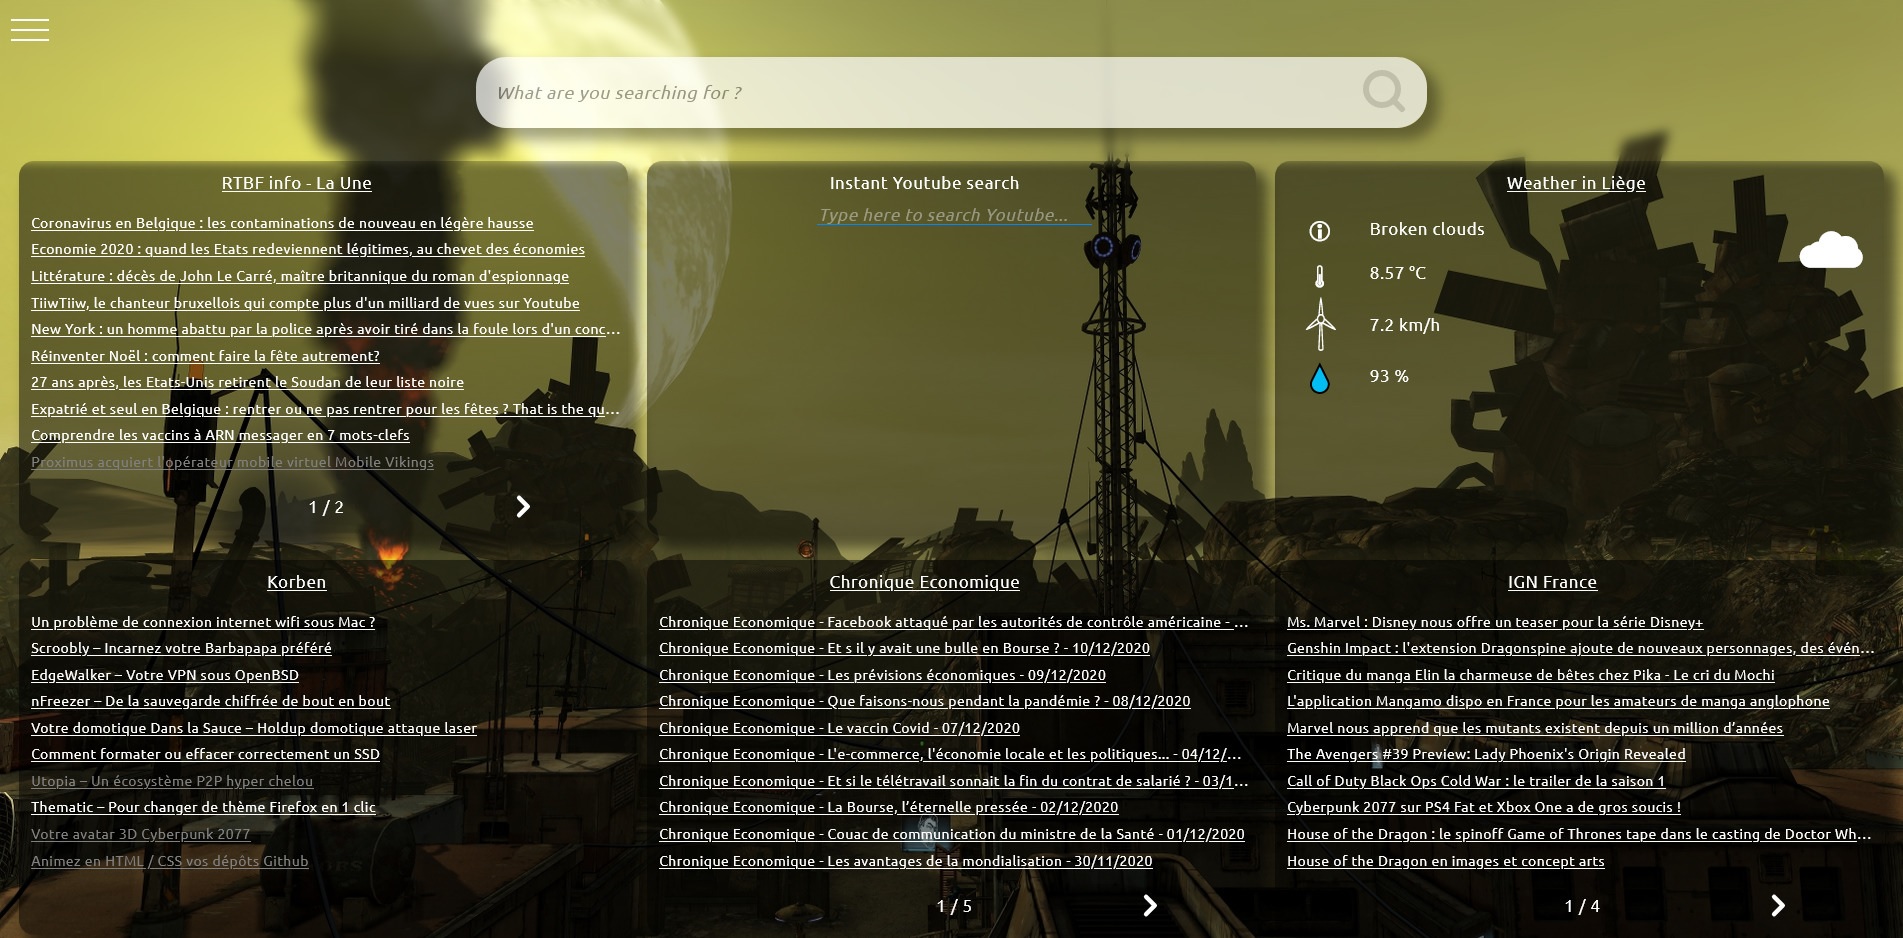 What are you searching for ?
RTBF info - La Une
Coronavirus en Belgique : les contaminations de nouveau en légère hausse
Economie 2020 : quand les Etats redeviennent légitimes, au chevet des économies
Littérature : décès de John Le Carré, maître britannique du roman d'espionnage
TiiwTiiw, le chanteur bruxellois qui compte plus d'un milliard de vues sur Youtube
New York : un homme abattu par la police après avoir tiré dans la foule lors d'un conc...
Réinventer Noël : comment faire la fête autrement?
27 ans après, les Etats-Unis retirent le Soudan de leur liste noire
Expatrié et seul en Belgique : rentrer ou ne pas rentrer pour les fêtes ? That is the qu...
Comprendre les vaccins à ARN messager en 7 mots-clefs
Proximus acquiert l'opérateur mobile virtuel Mobile Vikings
1 / 2
Instant Youtube search
Type here to search Youtube...
Weather in Liège
Broken clouds
8.57 °C
7.2 km/h
93 %
Korben
Un problème de connexion internet wifi sous Mac ?
Scroobly – Incarnez votre Barbapapa préféré
EdgeWalker – Votre VPN sous OpenBSD
nFreezer – De la sauvegarde chiffrée de bout en bout
Votre domotique Dans la Sauce – Holdup domotique attaque laser
Comment formater ou effacer correctement un SSD
Utopia – Un écosystème P2P hyper chelou
Thematic – Pour changer de thème Firefox en 1 clic
Votre avatar 3D Cyberpunk 2077
Animez en HTML / CSS vos dépôts Github
Chronique Economique
Chronique Economique - Facebook attaqué par les autorités de contrôle américaine - ...
Chronique Economique - Et s il y avait une bulle en Bourse ? - 10/12/2020
Chronique Economique - Les prévisions économiques - 09/12/2020
Chronique Economique - Que faisons-nous pendant la pandémie ? - 08/12/2020
Chronique Economique - Le vaccin Covid - 07/12/2020
Chronique Economique - L'e-commerce, l'économie locale et les politiques... - 04/12/...
Chronique Economique - Et si le télétravail sonnait la fin du contrat de salarié ? - 03/1...
Chronique Economique - La Bourse, l’éternelle pressée - 02/12/2020
Chronique Economique - Couac de communication du ministre de la Santé - 01/12/2020
Chronique Economique - Les avantages de la mondialisation - 30/11/2020
1 / 5
IGN France
Ms. Marvel : Disney nous offre un teaser pour la série Disney+
Genshin Impact : l'extension Dragonspine ajoute de nouveaux personnages, des évén...
Critique du manga Elin la charmeuse de bêtes chez Pika - Le cri du Mochi
L'application Mangamo dispo en France pour les amateurs de manga anglophone
Marvel nous apprend que les mutants existent depuis un million d’années
The Avengers #39 Preview: Lady Phoenix's Origin Revealed
Call of Duty Black Ops Cold War : le trailer de la saison 1
Cyberpunk 2077 sur PS4 Fat et Xbox One a de gros soucis !
House of the Dragon : le spinoff Game of Thrones tape dans le casting de Doctor Wh...
House of the Dragon en images et concept arts
1 / 4